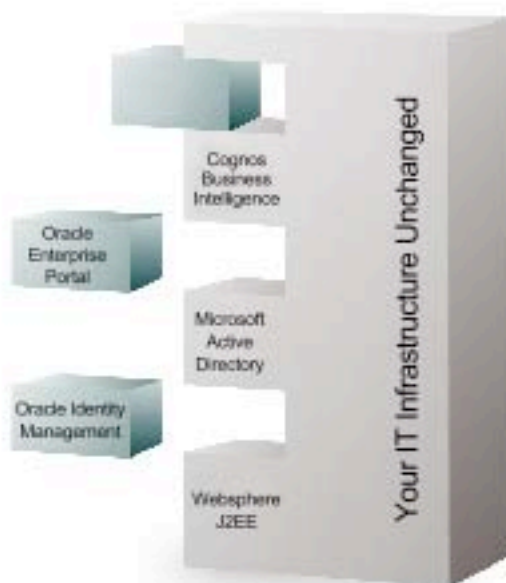 Cognos
Business
Intelligence
Oracle
Enterprise
Portal
Microsoft
Active
Directory
Oracle Identity
Management
Websphere
J2EE
Your IT Infrastructure Unchanged